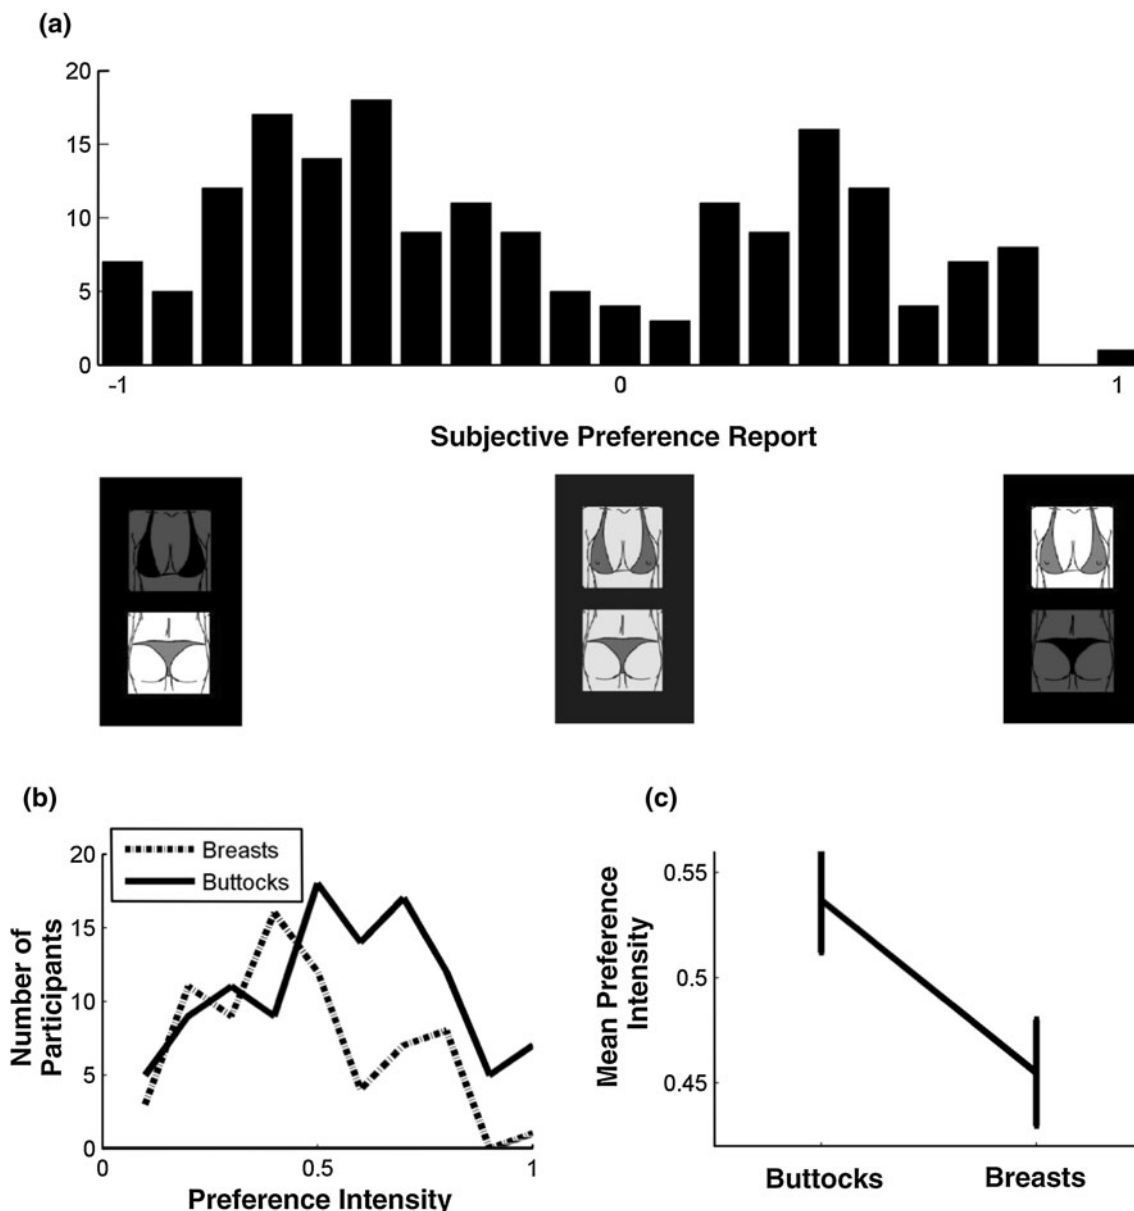 (a)
20
15
10
5
0
-1 0 1
Subjective Preference Report
(b)
Breasts
Buttocks
20
15
10
5
0
0 0.5 1
Number of
Participants
Preference Intensity
(c)
0.55
0.5
0.45
Mean Preference
Intensity
Buttocks Breasts